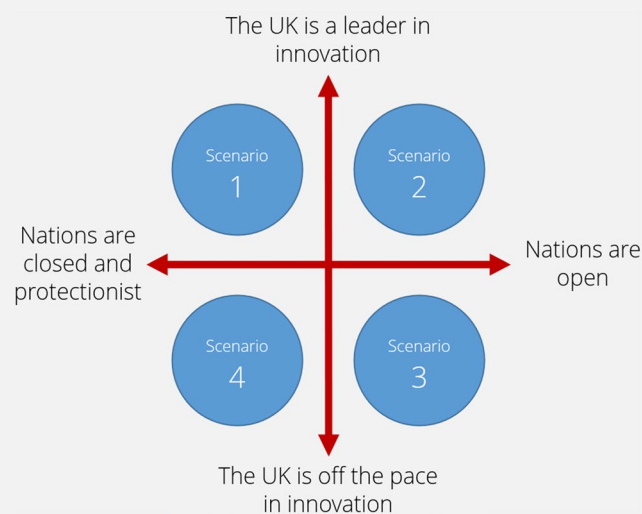 The UK is a leader in
innovation
Scenario
1
Scenario
2
Nations are
closed and
protectionist
Nations are
open
Scenario
4
Scenario
3
The UK is off the pace
in innovation